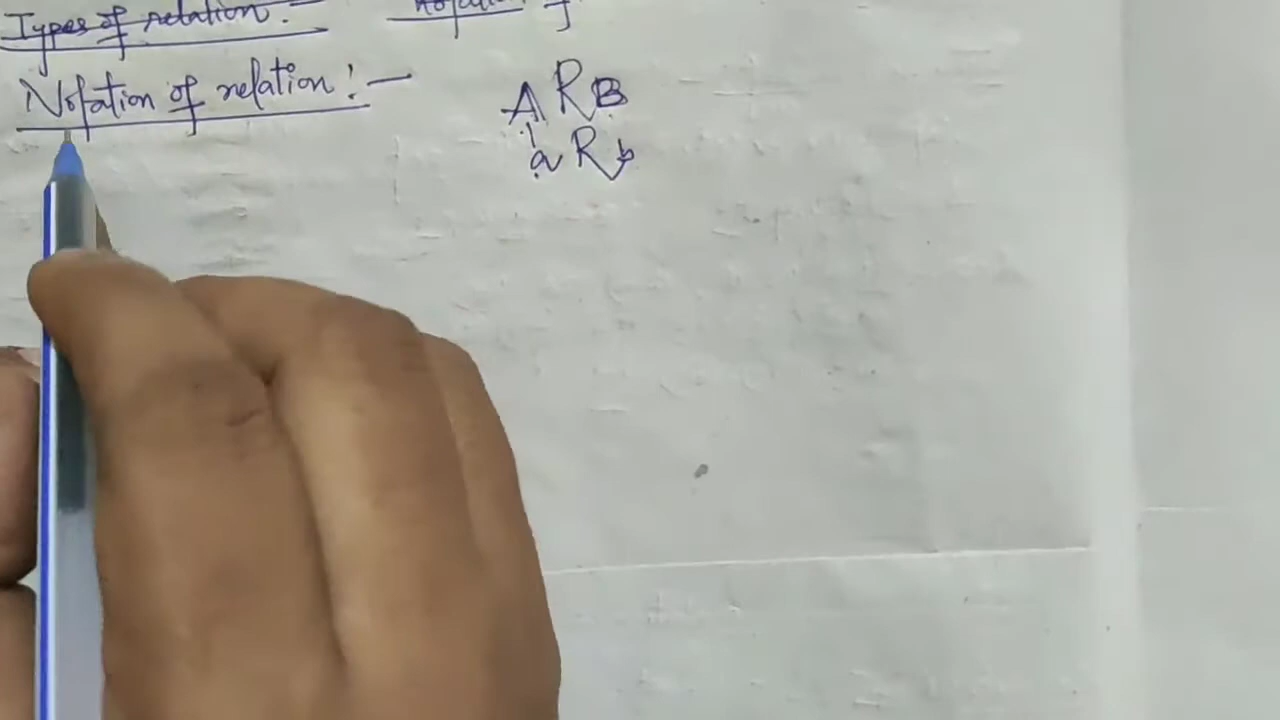 Types of relation :-
Notation of relation :-
A R B
a R b